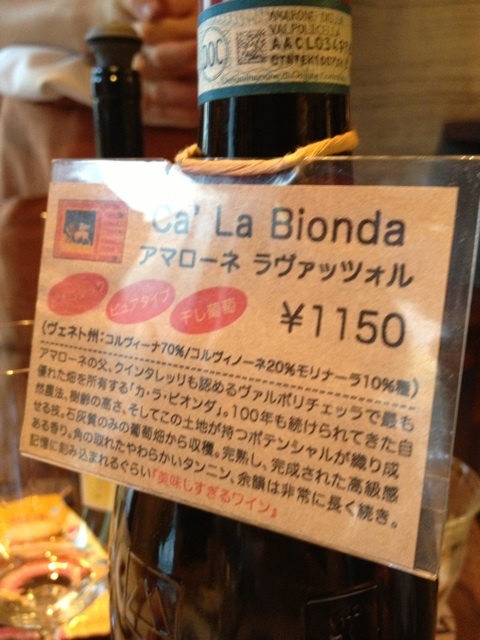 AMARONE DELLA
VALPOLICELLA
Ca' La Bionda
アマローネ ラヴァッツォル
ピュアタイプ
干し葡萄
¥1150
(ヴェネト州：コルヴィーナ70%/コルヴィノーネ20%モリナーラ10%種)
アマローネの父、クインタレッリも認めるヴァルポリチェッラで最も
優れた畑を所有する「カ・ラ・ビオンダ」。100年も続けられてきた自
然農法、樹齢の高さ、そしてこの土地が持つポテンシャルが織り成
せる技。石灰質のみの葡萄畑から収穫。完熟し、完成された高級感
ある香り。角の取れたやわらかいタンニン、余韻は非常に長く続き。
記憶に刻み込まれるぐらい『美味しすぎるワイン』